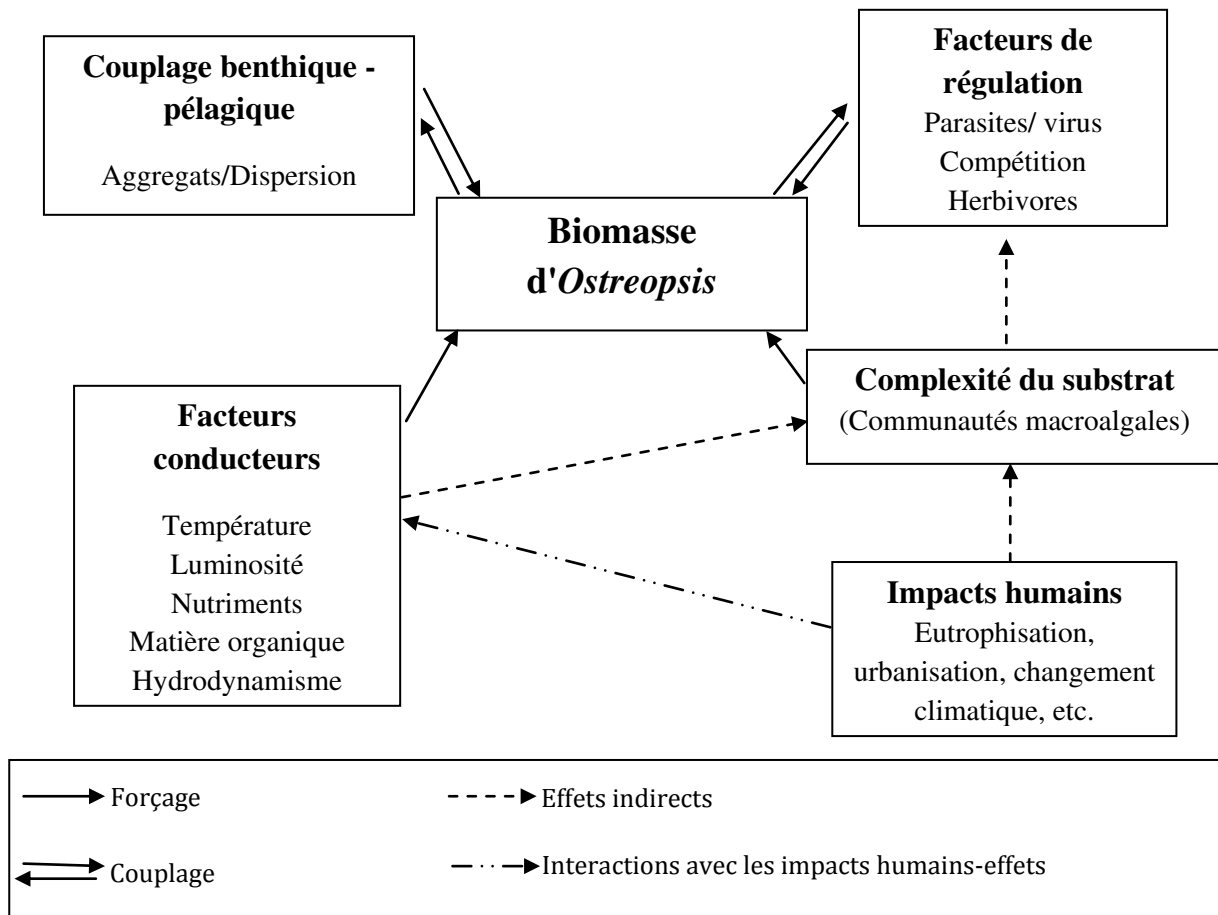 Couplage benthique -
pélagique
Aggregats/Dispersion
Facteurs de
régulation
Parasites/ virus
Compétition
Herbivores
Biomasse
d'Ostreopsis
Facteurs
conducteurs
Température
Luminosité
Nutriments
Matière organique
Hydrodynamisme
Complexité du substrat
(Communautés macroalgales)
Impacts humains
Eutrophisation,
urbanisation, changement
climatique, etc.
Forçage
Effets indirects
Couplage
Interactions avec les impacts humains-effets